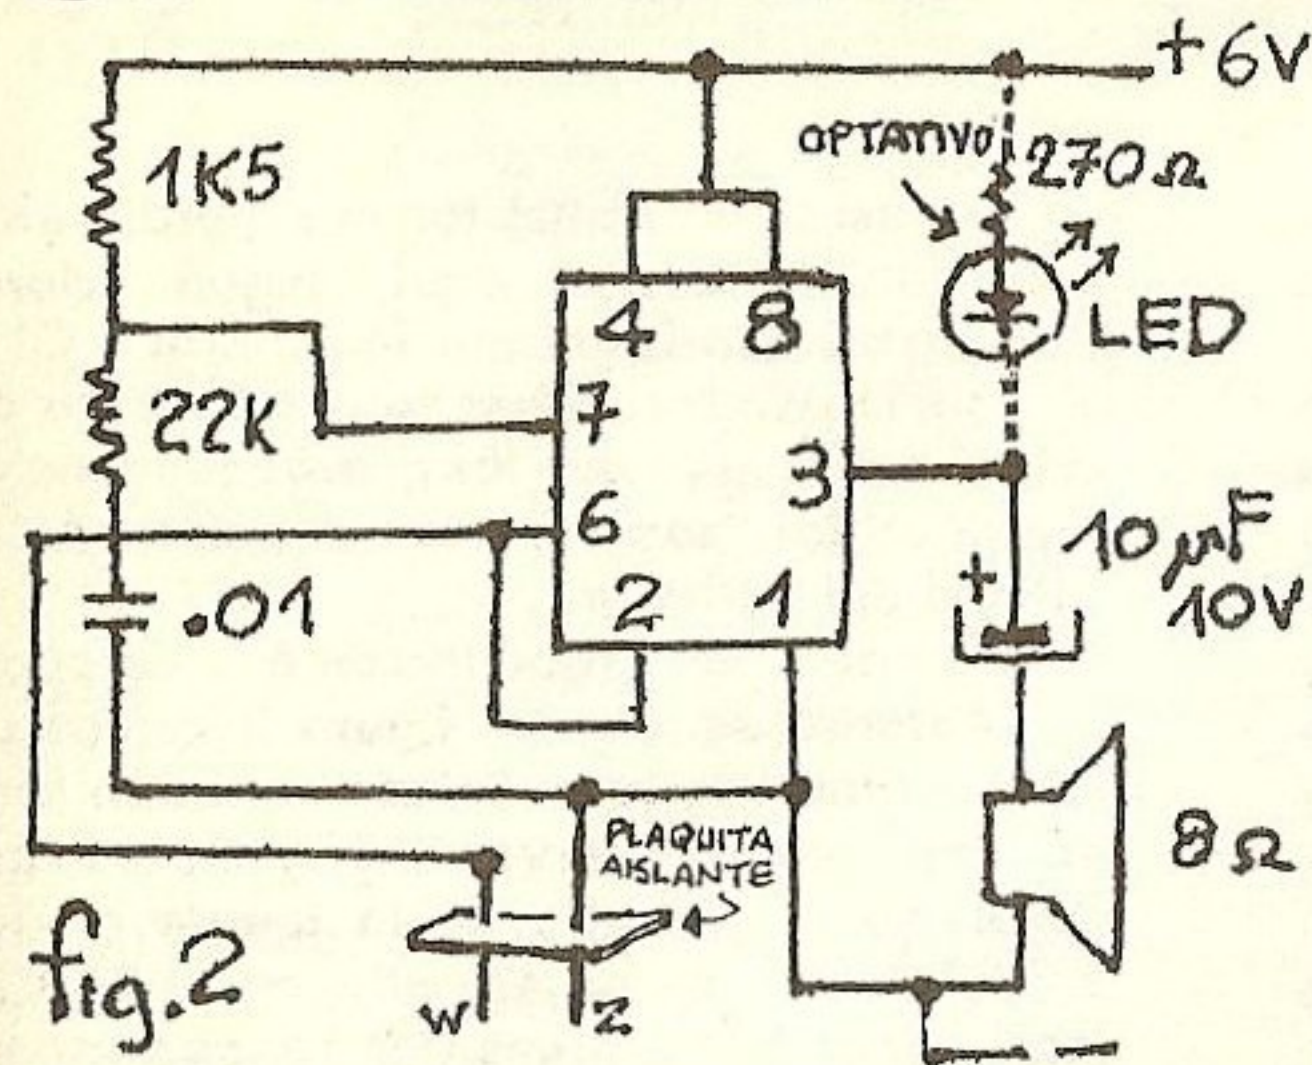 +6V
1K5
OPTATIVO
270Ω
LED
4 8
22K
7
3
6
10µF
10V
+
2 1
.01
PLAQUITA
AISLANTE
8Ω
fig.2
W Z